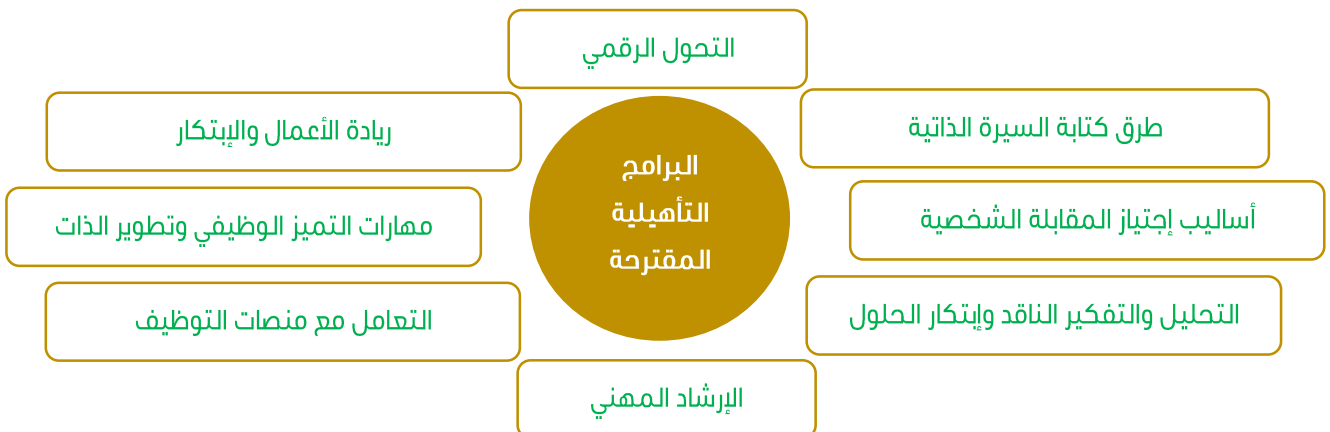 التحول الرقمي
طرق كتابة السيرة الذاتية
ريادة الأعمال والإبتكار
البرامج
التأهيلية
المقترحة
أساليب إجتياز المقابلة الشخصية
مهارات التميز الوظيفي وتطوير الذات
التحليل والتفكير الناقد وإبتكار الحلول
التعامل مع منصات التوظيف
الإرشاد المهني